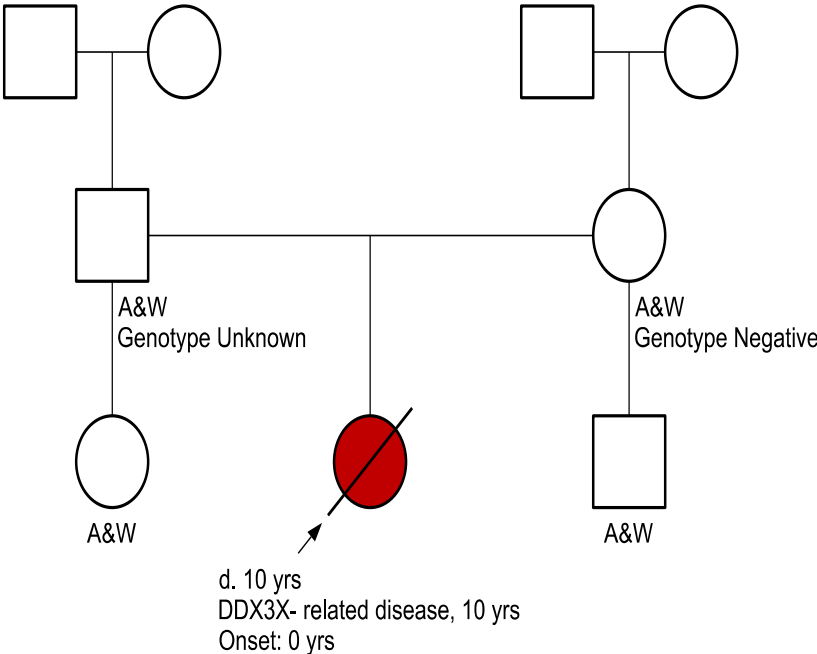 A&W
Genotype Unknown
A&W
Genotype Negative
A&W
A&W
d. 10 yrs
DDX3X- related disease, 10 yrs
Onset: 0 yrs